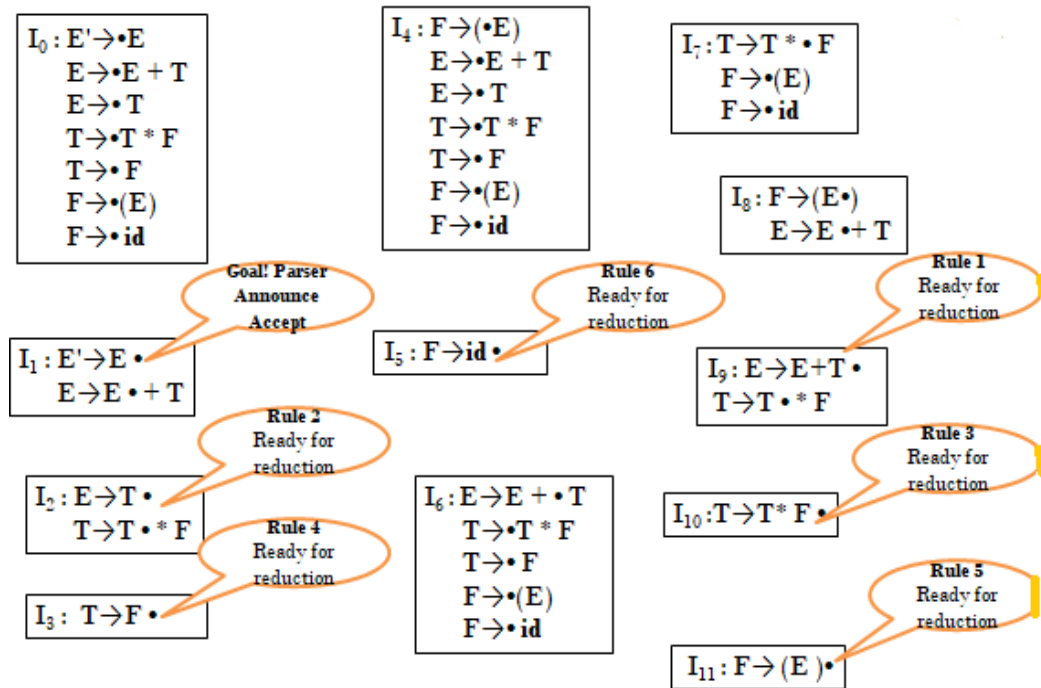 I₀ : E'→•E
E→•E + T
E→• T
T→•T * F
T→• F
F→•(E)
F→• id
Goal! Parser
Announce
Accept
I₁ : E'→E •
E→E • + T
Rule 2
Ready for
reduction
I₂ : E→T •
T→T • * F
Rule 4
Ready for
reduction
I₃ : T→F •
I₄ : F→(•E)
E→•E + T
E→• T
T→•T * F
T→• F
F→•(E)
F→• id
Rule 6
Ready for
reduction
I₅ : F→id •
I₆ : E→E + • T
T→•T * F
T→• F
F→•(E)
F→• id
I₇ : T→T * • F
F→•(E)
F→• id
I₈ : F→(E•)
E→E •+ T
Rule 1
Ready for
reduction
I₉ : E→E+T •
T→T • * F
Rule 3
Ready for
reduction
I₁₀ :T→T* F •
Rule 5
Ready for
reduction
I₁₁ : F→ (E )•